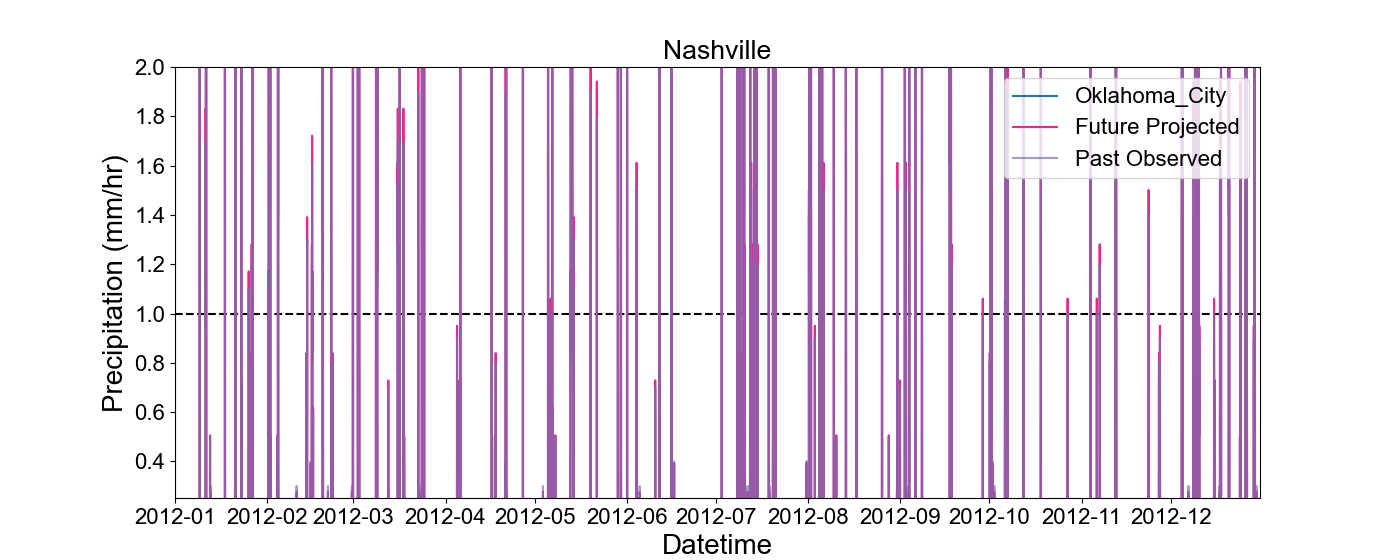 Nashville
Precipitation (mm/hr)
2.0
1.8
1.6
1.4
1.2
1.0
0.8
0.6
0.4
Oklahoma_City
Future Projected
Past Observed
2012-01 2012-02 2012-03 2012-04 2012-05 2012-06 2012-07 2012-08 2012-09 2012-10 2012-11 2012-12
Datetime